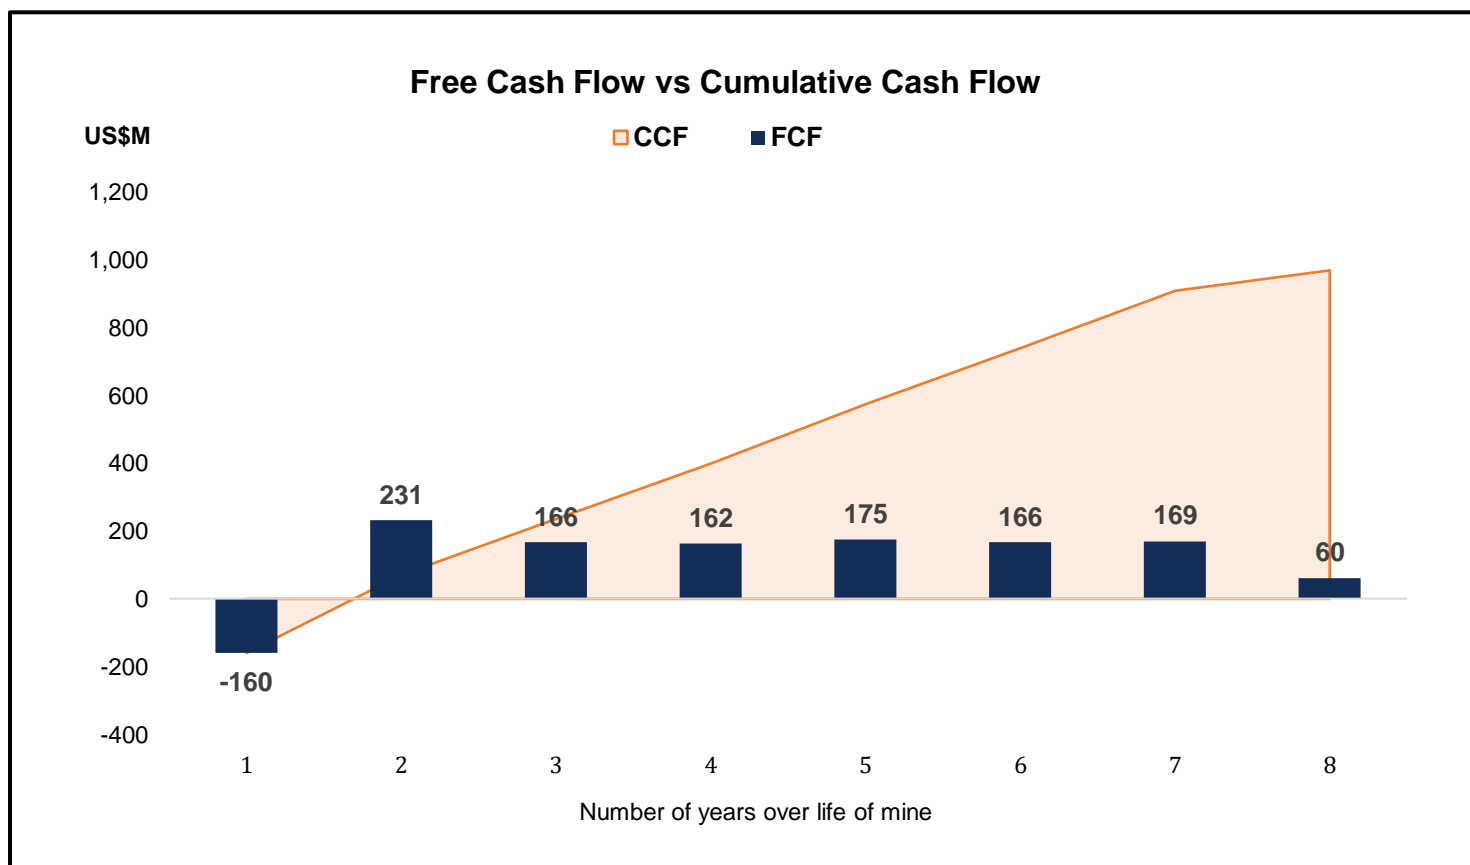 Free Cash Flow vs Cumulative Cash Flow
US$M
CCF FCF
1,200
1,000
800
600
400
231
166 162 175 166 169
200
60
0
-200
-160
-400
1 2 3 4 5 6 7 8
Number of years over life of mine